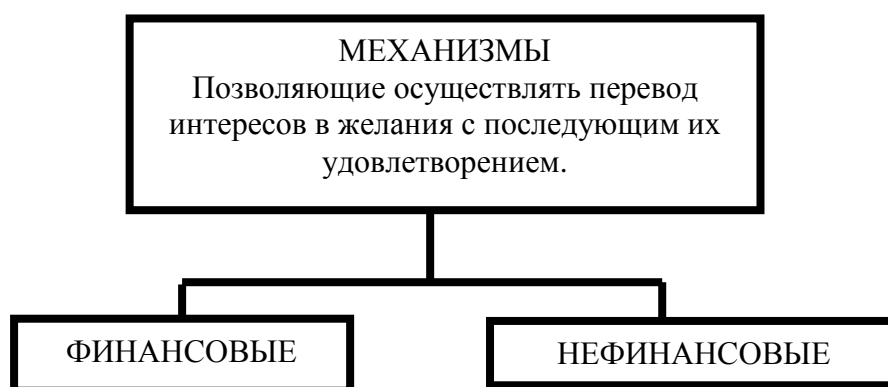 МЕХАНИЗМЫ
Позволяющие осуществлять перевод
интересов в желания с последующим их
удовлетворением.
ФИНАНСОВЫЕ
НЕФИНАНСОВЫЕ